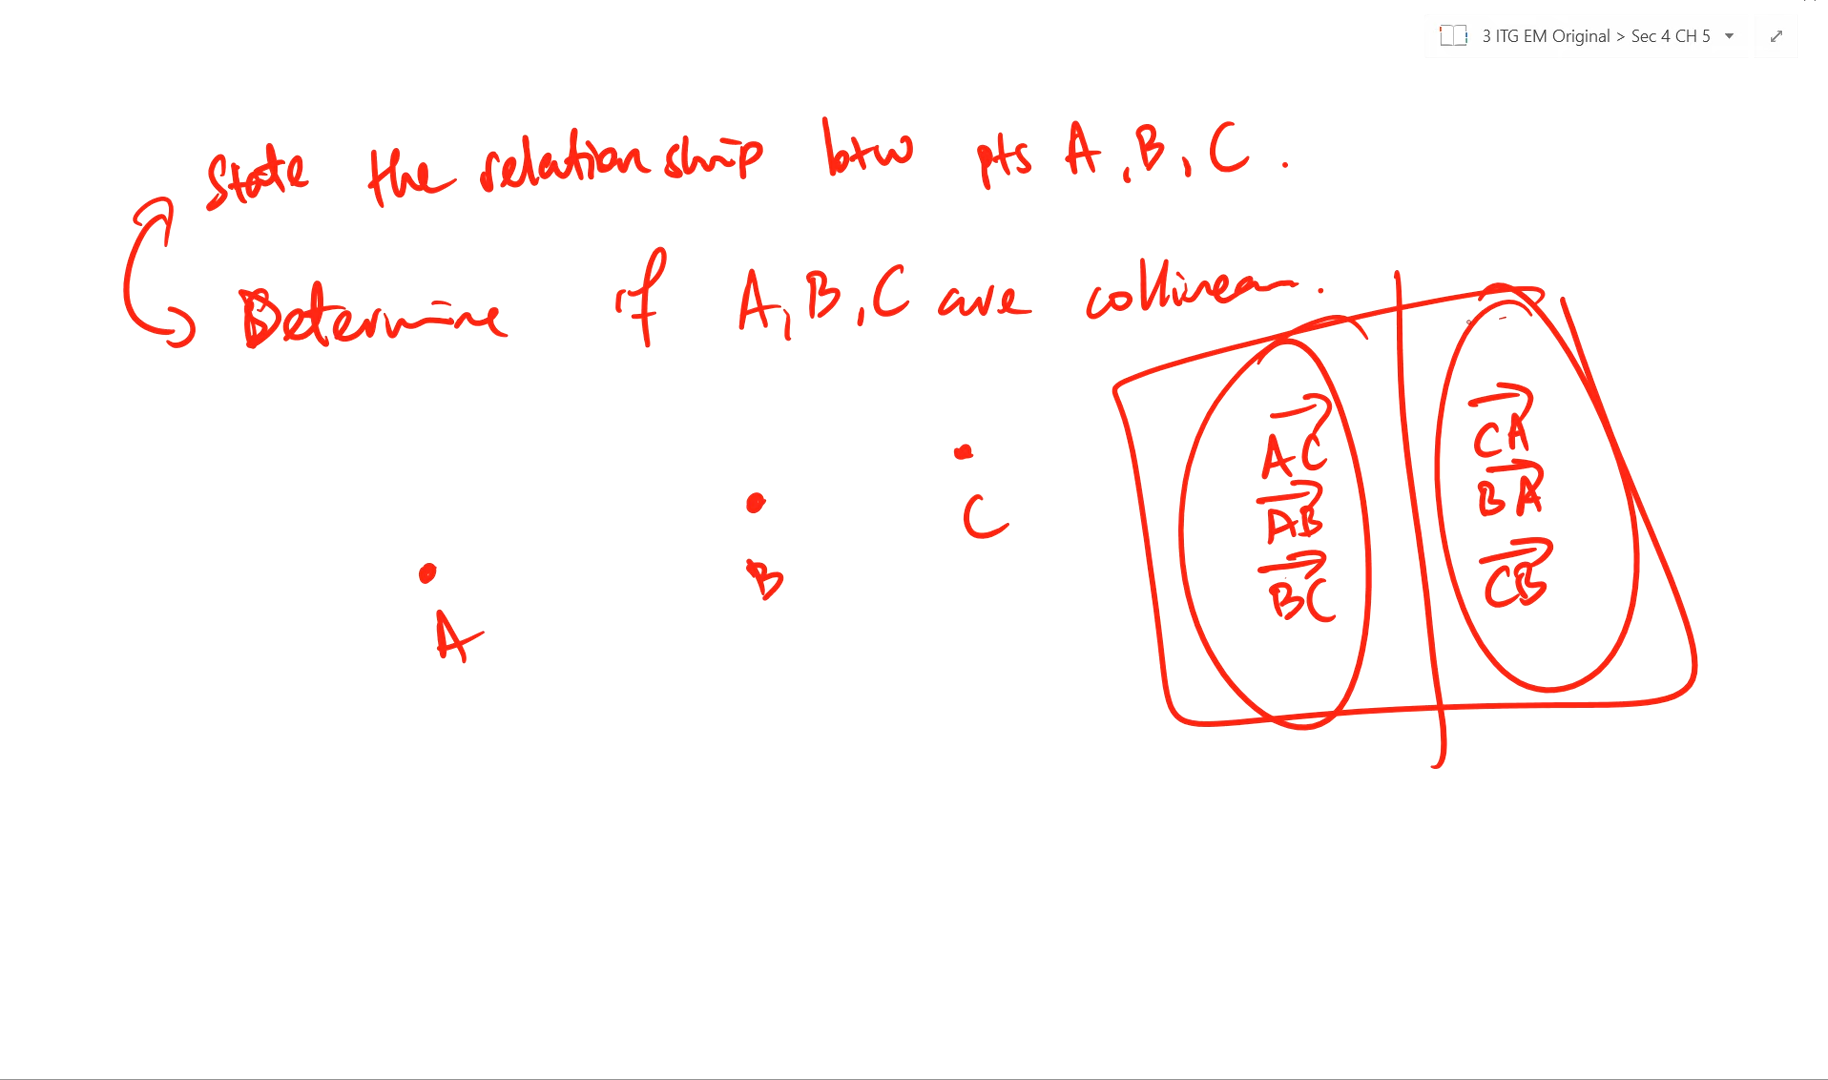 3 ITG EM Original > Sec 4 CH 5
State the relationship btw pts A, B, C.
Determine if A, B, C are collinear.
A
B
C
AC
AB
BC
CA
BA
CB